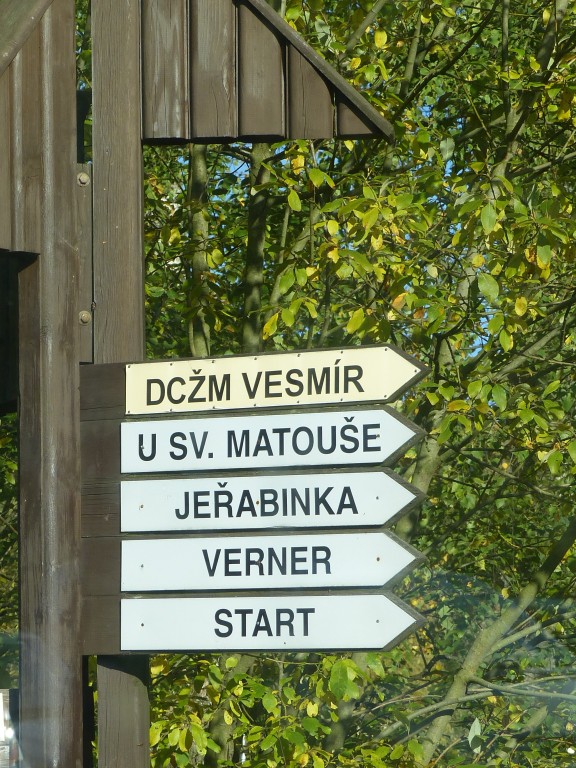 DCŽM VESMÍR
U SV. MATOUŠE
JEŘABINKA
VERNER
START